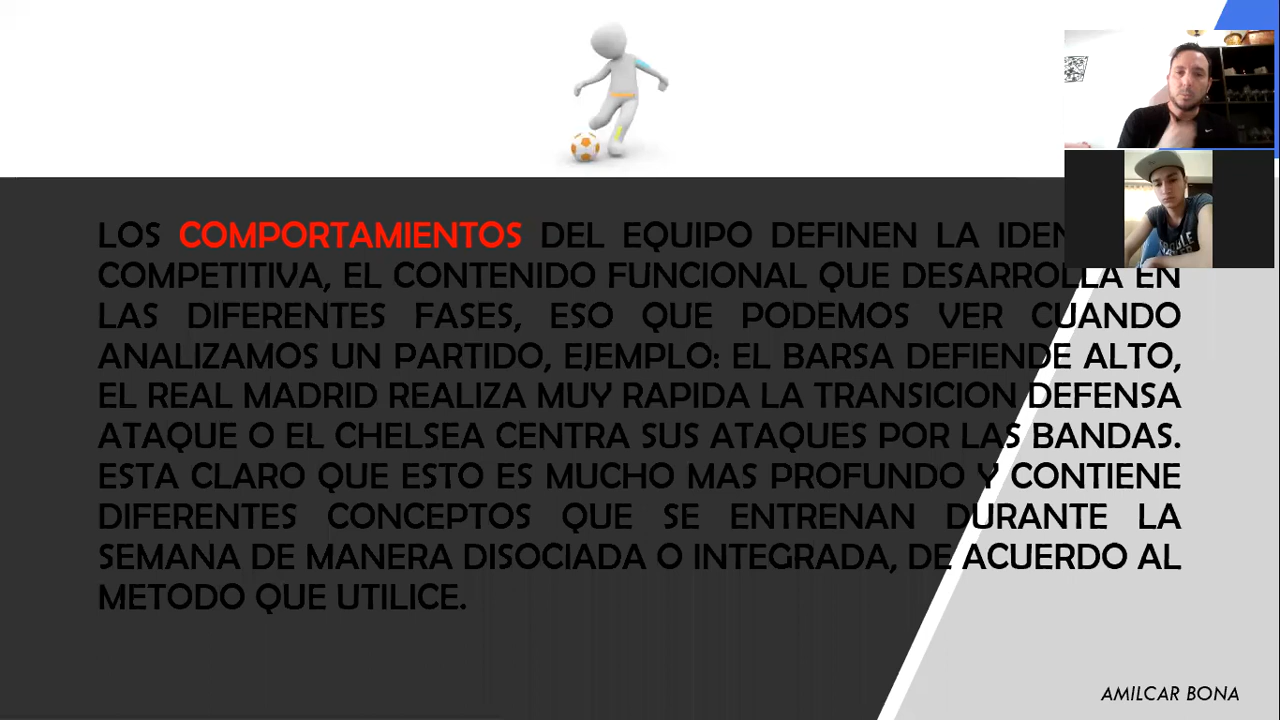 LOS COMPORTAMIENTOS DEL EQUIPO DEFINEN LA
COMPETITIVA, EL CONTENIDO FUNCIONAL QUE DESARROLLA EN
LAS DIFERENTES FASES, ESO QUE PODEMOS VER CUANDO
ANALIZAMOS UN PARTIDO, EJEMPLO: EL BARSA DEFIENDE ALTO,
EL REAL MADRID REALIZA MUY RAPIDA LA TRANSICION DEFENSA
ATAQUE O EL CHELSEA CENTRA SUS ATAQUES POR LAS BANDAS.
ESTA CLARO QUE ESTO ES MUCHO MAS PROFUNDO Y CONTIENE
DIFERENTES CONCEPTOS QUE SE ENTRENAN DURANTE LA
SEMANA DE MANERA DISOCIADA O INTEGRADA, DE ACUERDO AL
METODO QUE UTILICE.
AMILCAR BONA